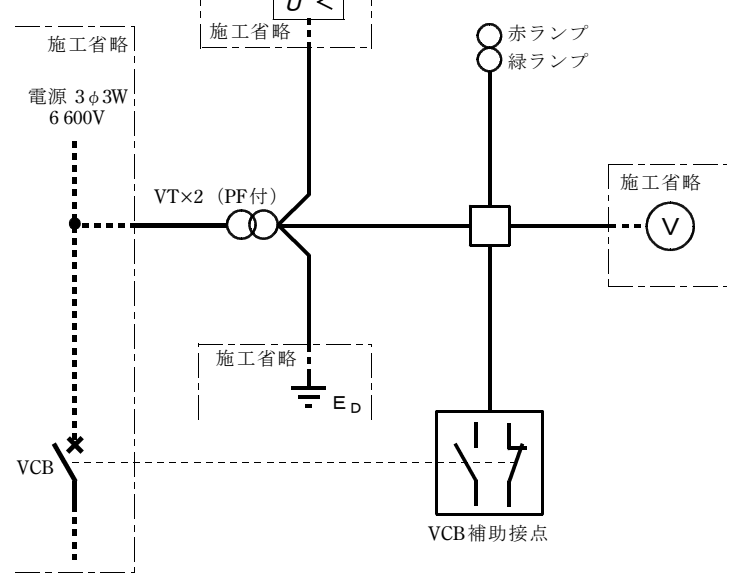 U <
施工省略
施工省略
赤ランプ
緑ランプ
電源 3φ3W
6 600V
VT×2（PF付）
施工省略
V
施工省略
E D
VCB
VCB補助接点